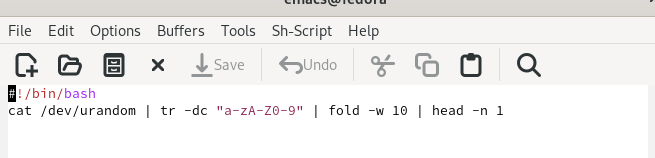 emacs@fedora
File Edit Options Buffers Tools Sh-Script Help
Save Undo
#!/bin/bash
cat /dev/urandom | tr -dc "a-zA-Z0-9" | fold -w 10 | head -n 1